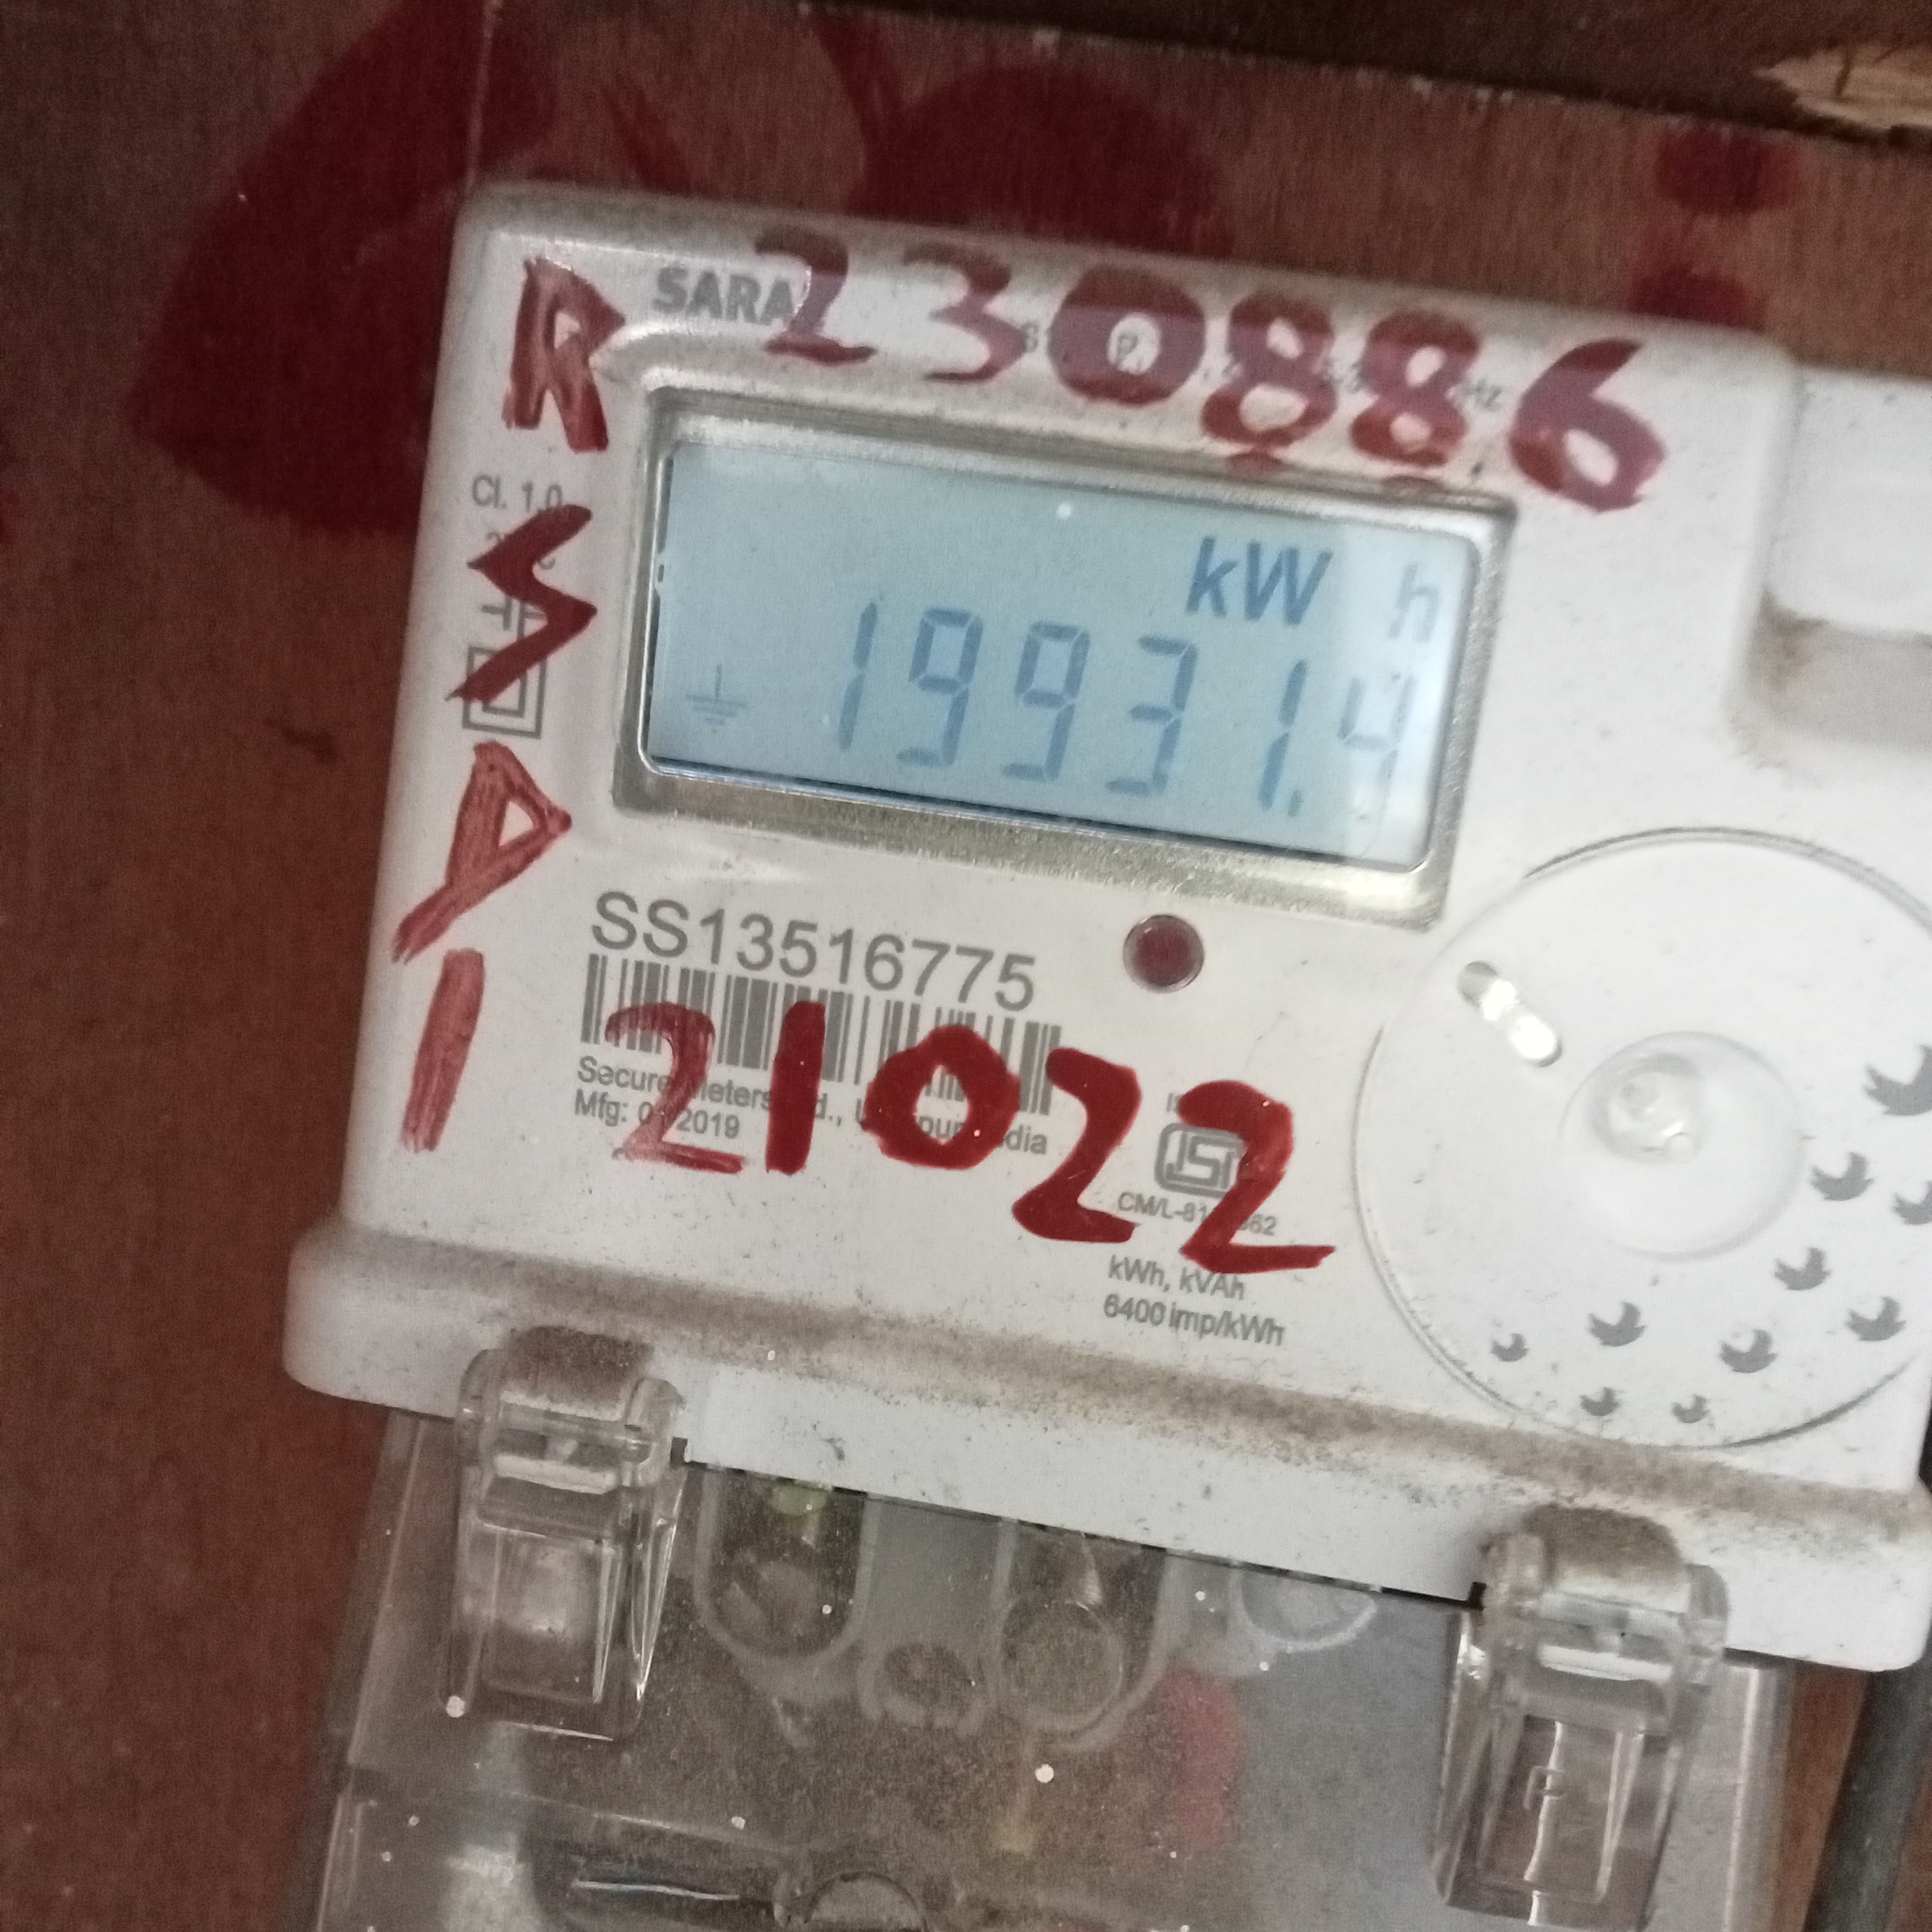 SARA
230886
R
S
P
1
Cl. 1.0
kW h
19931.4
SS13516775
21022
Secure Meters
Mfg: 2019
kWh, kVAh
6400 imp/kWh